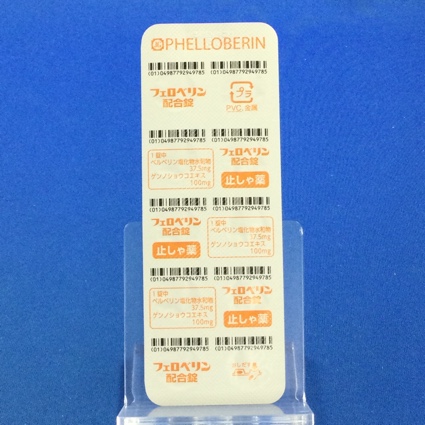 PHELLOBERIN
(01)04987792949785 (01)04987792949785
フェロベリン
配合錠
プラ
PVC, 金属
(01)04987792949785 (01)04987792949785
1錠中
ベルベリン塩化物水和物
37.5mg
ゲンノショウコエキス
100mg
フェロベリン
配合錠
止しゃ薬
(01)04987792949785 (01)04987792949785
フェロベリン
配合錠
止しゃ薬
1錠中
ベルベリン塩化物水和物
37.5mg
ゲンノショウコエキス
100mg
(01)04987792949785 (01)04987792949785
1錠中
ベルベリン塩化物水和物
37.5mg
ゲンノショウコエキス
100mg
フェロベリン
配合錠
止しゃ薬
(01)04987792949785 (01)04987792949785
フェロベリン
配合錠